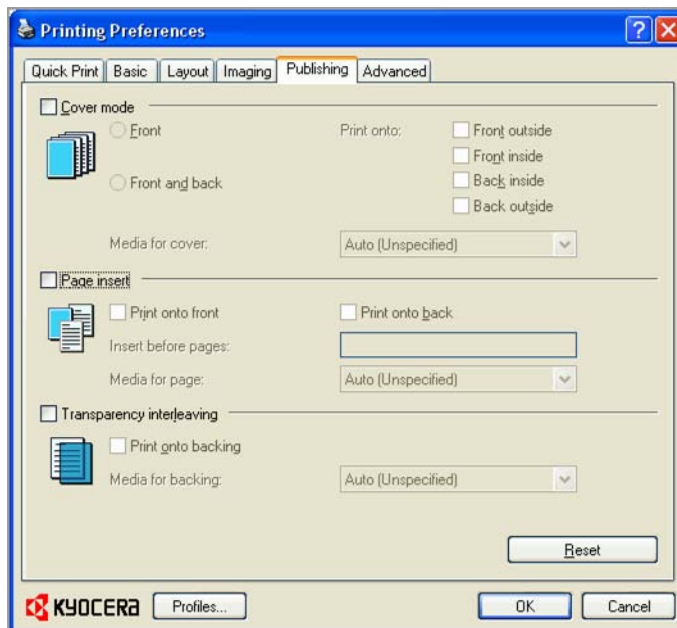 Printing Preferences
Quick Print Basic Layout Imaging Publishing Advanced
Cover mode
Front Print onto: Front outside
Front inside
Front and back Back inside
Back outside
Media for cover: Auto (Unspecified)
Page insert
Print onto front Print onto back
Insert before pages:
Media for page: Auto (Unspecified)
Transparency interleaving
Print onto backing
Media for backing: Auto (Unspecified)
Reset
KYOCERA Profiles... OK Cancel